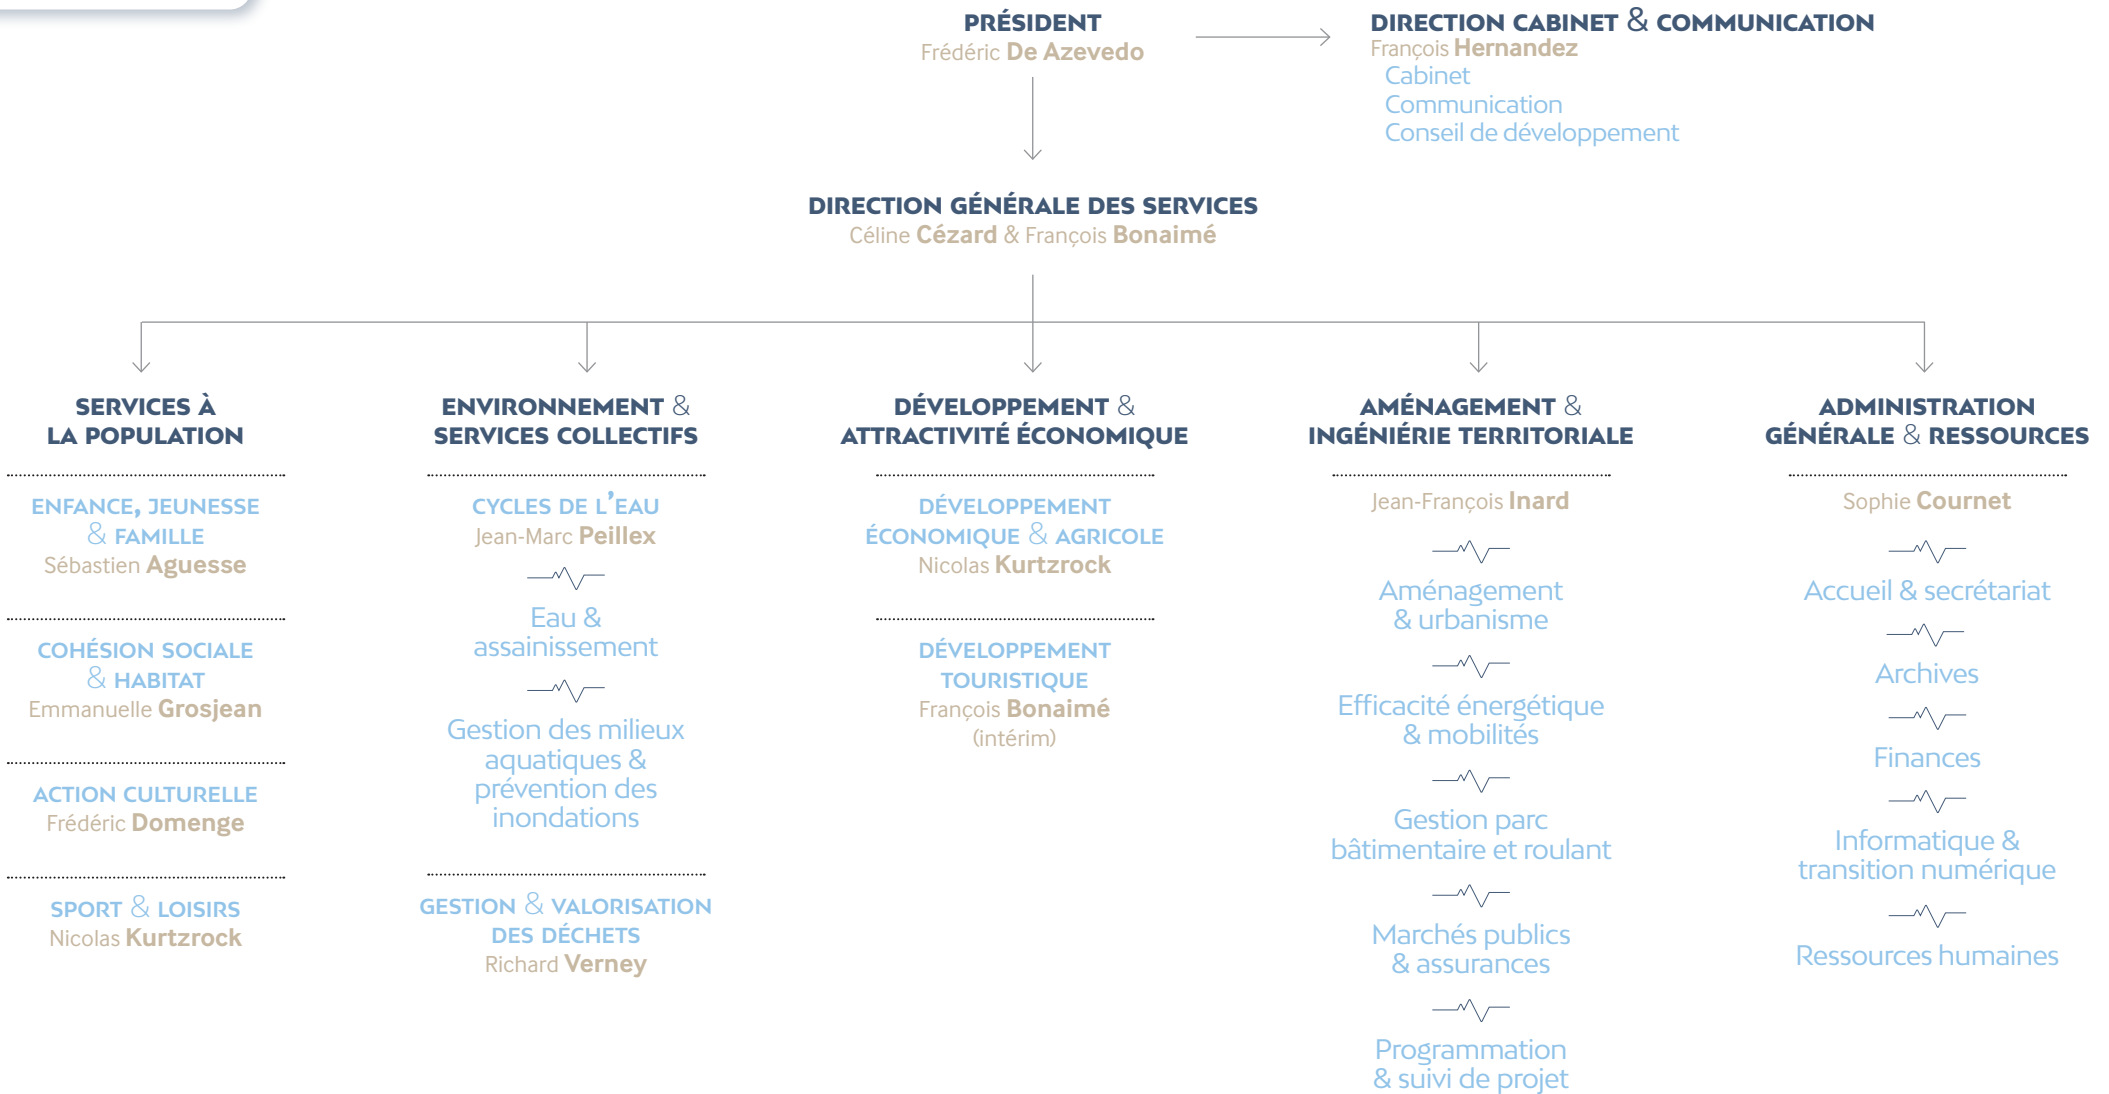 PRÉSIDENT
Frédéric De Azevedo
DIRECTION CABINET & COMMUNICATION
François Hernandez
Cabinet
Communication
Conseil de développement
DIRECTION GÉNÉRALE DES SERVICES
Céline Cézard & François Bonaimé
SERVICES À
LA POPULATION
ENFANCE, JEUNESSE
& FAMILLE
Sébastien Aguesse
COHÉSION SOCIALE
& HABITAT
Emmanuelle Grosjean
ACTION CULTURELLE
Frédéric Domenge
SPORT & LOISIRS
Nicolas Kurtzrock
ENVIRONNEMENT &
SERVICES COLLECTIFS
CYCLES DE L'EAU
Jean-Marc Peillex
Eau &
assainissement
Gestion des milieux
aquatiques &
prévention des
inondations
GESTION & VALORISATION
DES DÉCHETS
Richard Verney
DÉVELOPPEMENT &
ATTRACTIVITÉ ÉCONOMIQUE
DÉVELOPPEMENT
ÉCONOMIQUE & AGRICOLE
Nicolas Kurtzrock
DÉVELOPPEMENT
TOURISTIQUE
François Bonaimé
(intérim)
AMÉNAGEMENT &
INGÉNIÉRIE TERRITORIALE
Jean-François Inard
Aménagement
& urbanisme
Efficacité énergétique
& mobilités
Gestion parc
bâtimentaire et roulant
Marchés publics
& assurances
Programmation
& suivi de projet
ADMINISTRATION
GÉNÉRALE & RESSOURCES
Sophie Cournet
Accueil & secrétariat
Archives
Finances
Informatique &
transition numérique
Ressources humaines